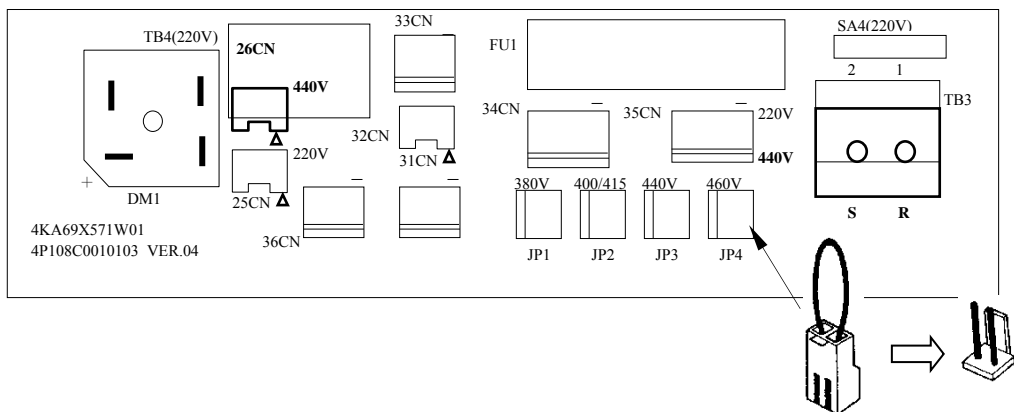 33CN
TB4(220V)
26CN
FU1
SA4(220V)
2 1
440V
TB3
34CN
35CN
220V
32CN
31CN
220V
440V
25CN
380V 400/415 440V 460V
+
DM1
S R
4KA69X571W01
4P108C0010103 VER.04
36CN
JP1 JP2 JP3 JP4